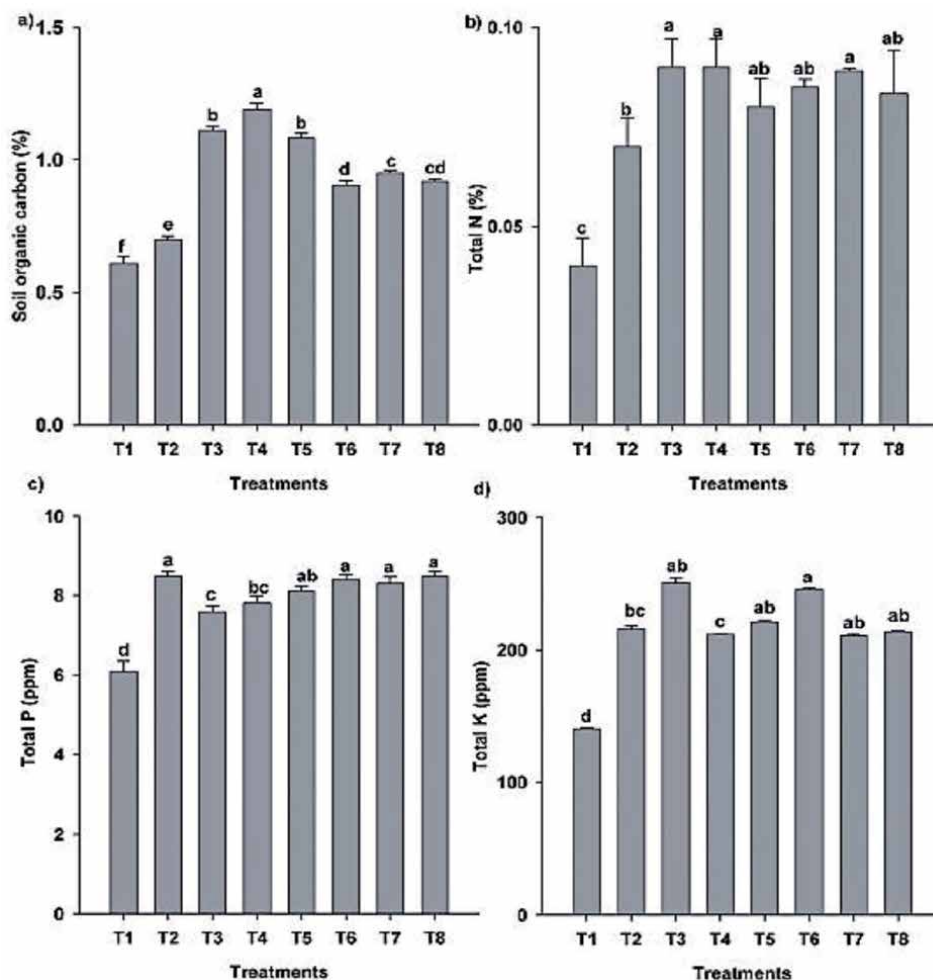 a)
1.5
1.0
0.5
0.0
Soil organic carbon (%)
f e b a b d c cd
T1 T2 T3 T4 T5 T6 T7 T8
Treatments
b)
0.10
0.05
0.00
Total N (%)
c b a a ab ab a ab
T1 T2 T3 T4 T5 T6 T7 T8
Treatments
c)
10
8
6
4
2
0
Total P (ppm)
d a c bc ab a a a
T1 T2 T3 T4 T5 T6 T7 T8
Treatments
d)
300
200
100
0
Total K (ppm)
d bc ab c ab a ab ab
T1 T2 T3 T4 T5 T6 T7 T8
Treatments